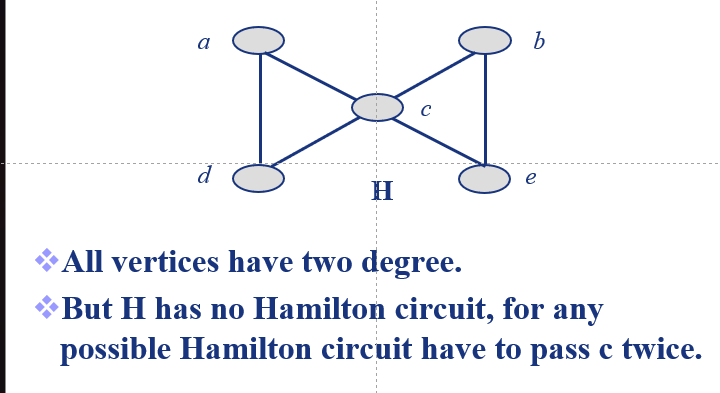 a
b
c
d
e
H
All vertices have two degree.
But H has no Hamilton circuit, for any
possible Hamilton circuit have to pass c twice.